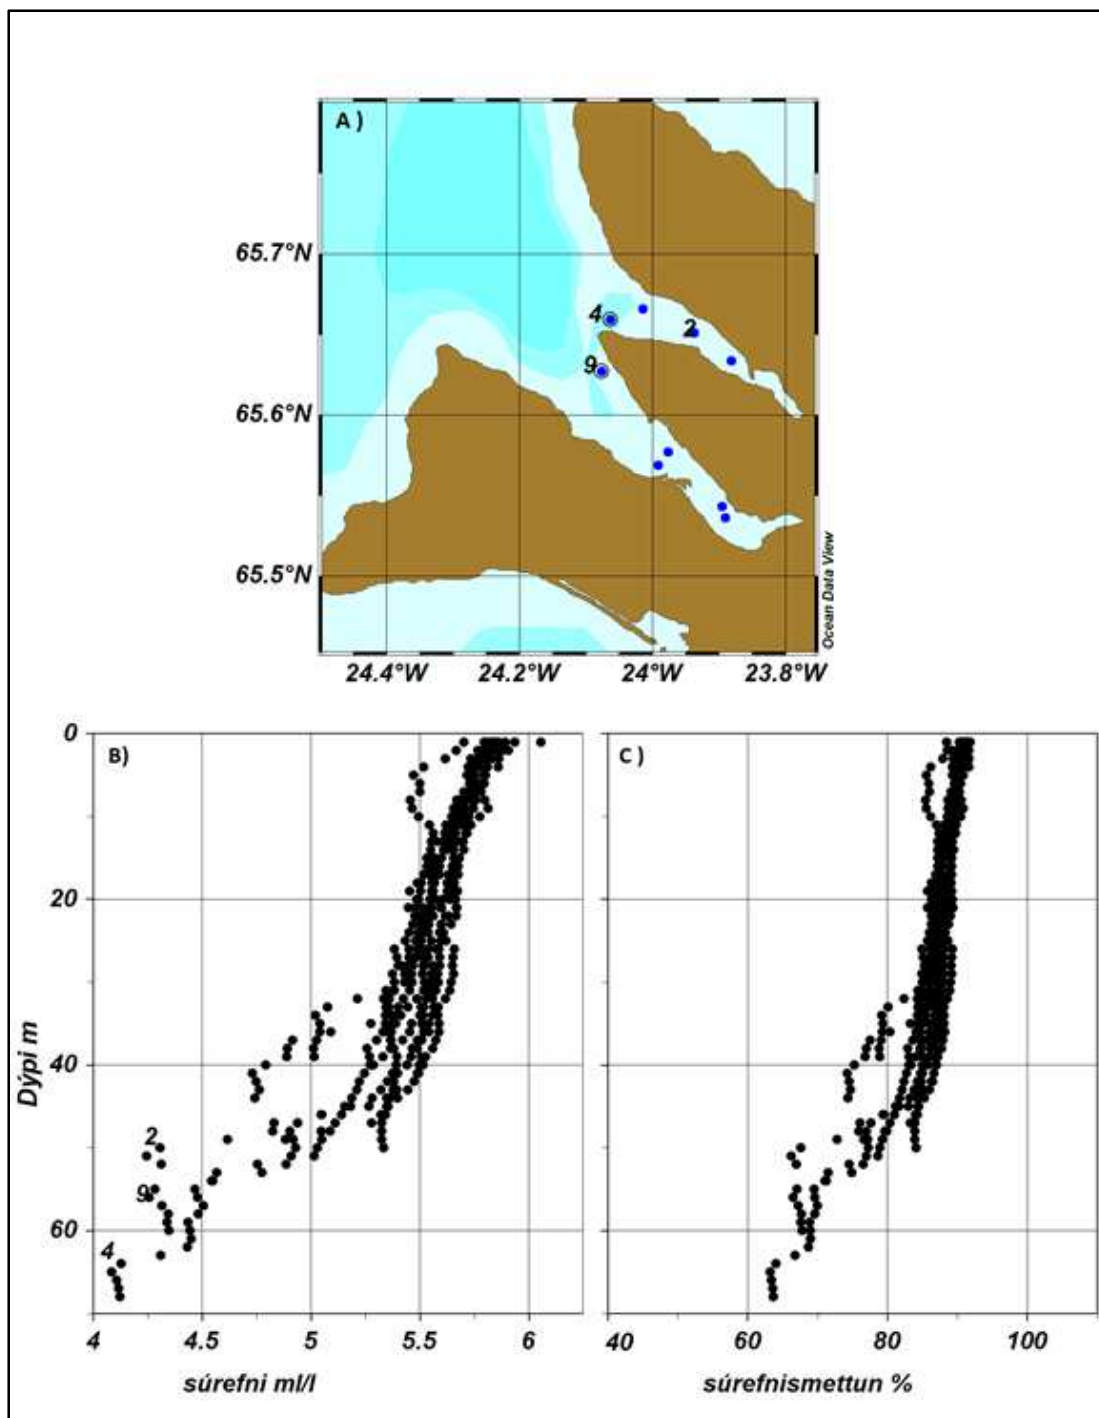 A )
65.7°N
4
2
9
65.6°N
65.5°N
Ocean Data View
24.4°W 24.2°W 24°W 23.8°W
B)
C )
0
20
40
60
Dýpi m
2
9
4
4 4.5 5 5.5 6
40 60 80 100
súrefni ml/l
súrefnismettun %